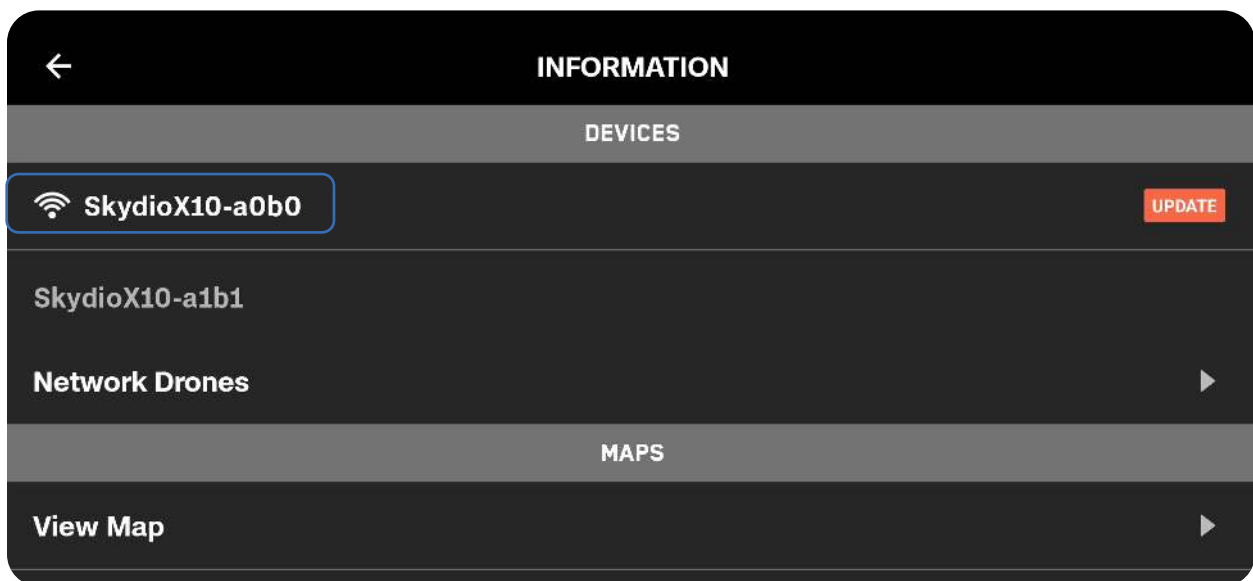 INFORMATION
DEVICES
SkydioX10-a0b0
UPDATE
SkydioX10-a1b1
Network Drones
MAPS
View Map